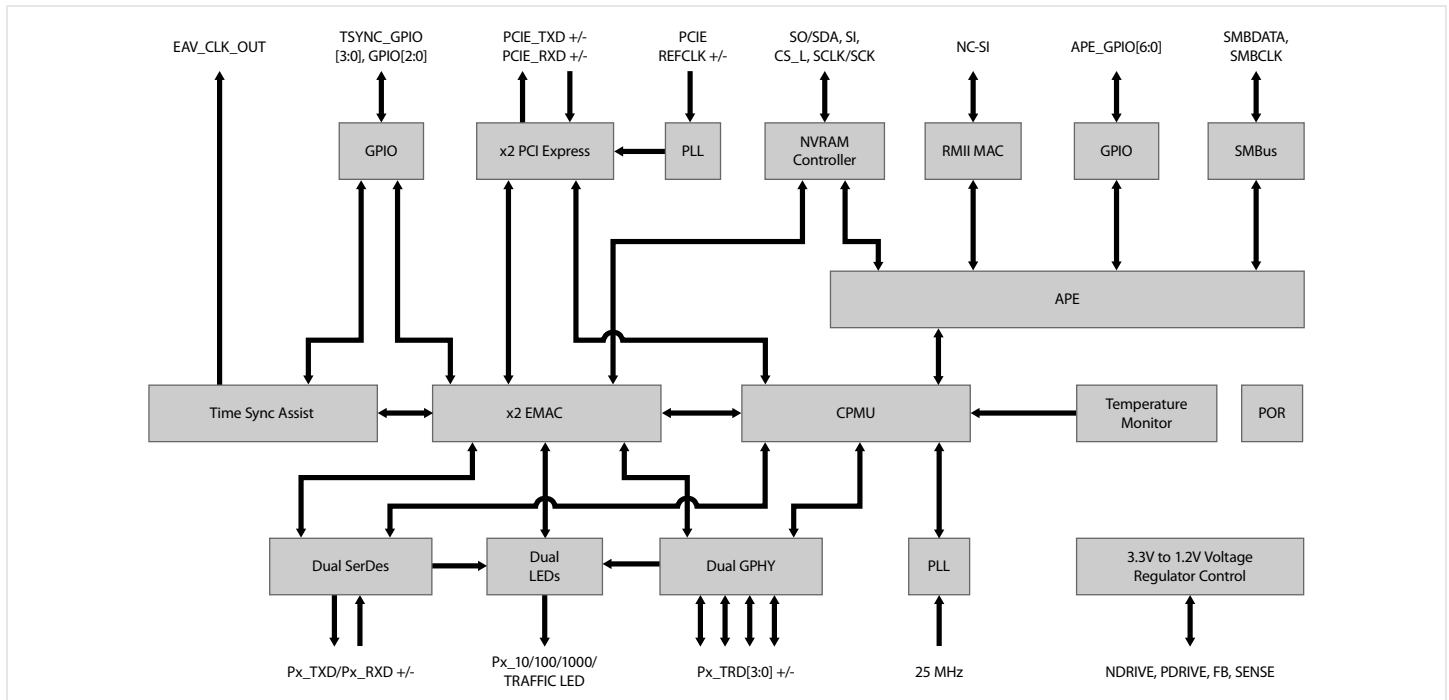 EAV_CLK_OUT
TSYNC_GPIO
[3:0], GPIO[2:0]
PCIE_TXD +/-
PCIE_RXD +/-
PCIE
REFCLK +/-
SO/SDA, SI,
CS_L, SCLK/SCK
NC-SI
APE_GPIO[6:0]
SMBDATA,
SMBCLK
GPIO
x2 PCI Express
PLL
NVRAM
Controller
RMII MAC
GPIO
SMBus
APE
Time Sync Assist
x2 EMAC
CPMU
Temperature
Monitor
POR
Dual SerDes
Dual
LEDs
Dual GPHY
PLL
3.3V to 1.2V Voltage
Regulator Control
Px_TXD/Px_RXD +/-
Px_10/100/1000/
TRAFFIC LED
Px_TRD[3:0] +/-
25 MHz
NDRIVE, PDRIVE, FB, SENSE